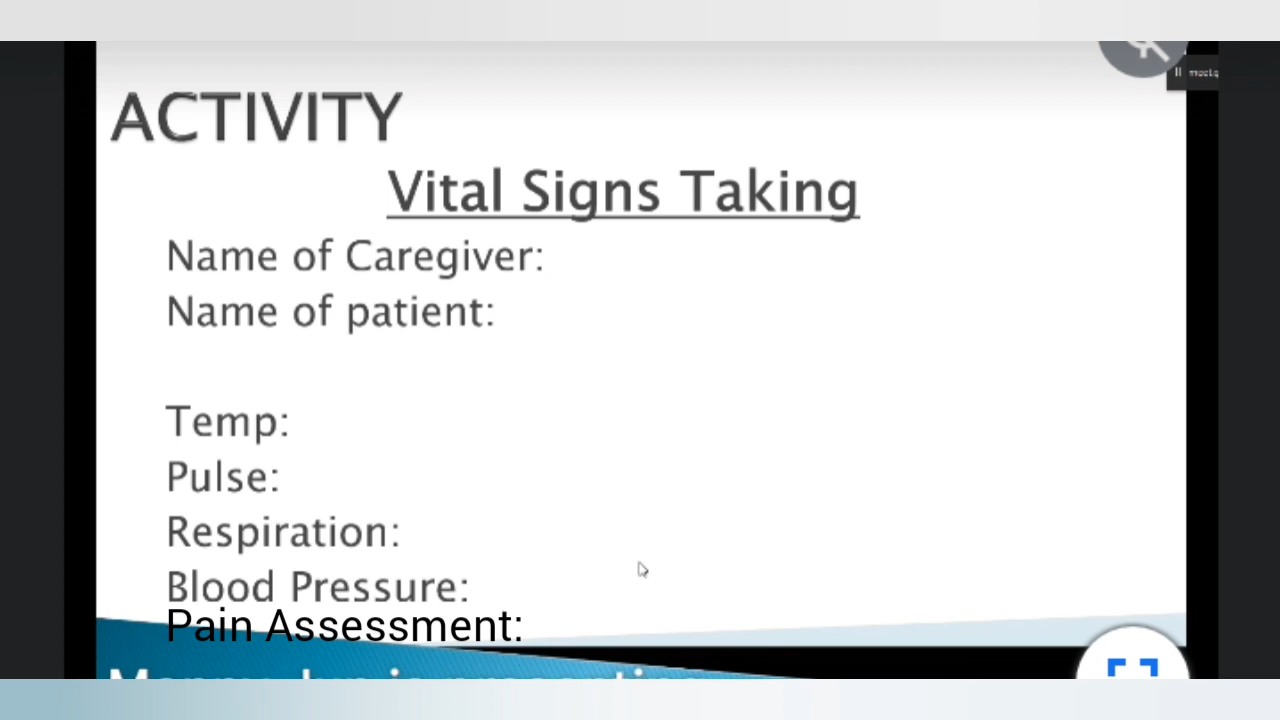 ACTIVITY
Vital Signs Taking
Name of Caregiver:
Name of patient:
Temp:
Pulse:
Respiration:
Blood Pressure:
Pain Assessment: